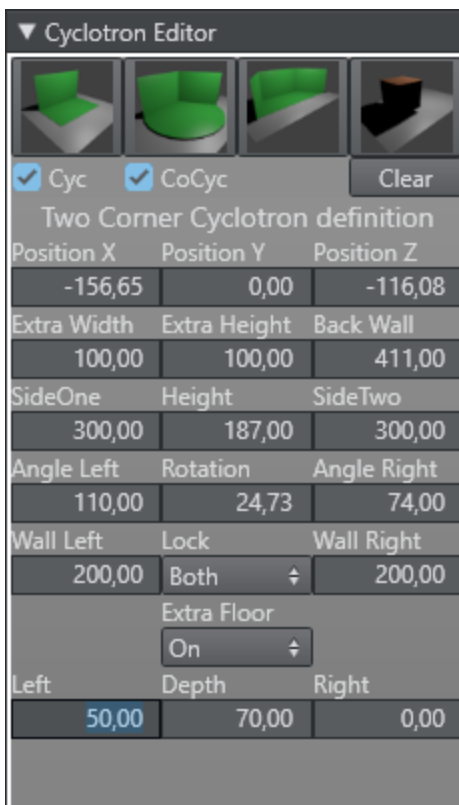 ▼ Cyclotron Editor
Cyc CoCyc Clear
Two Corner Cyclotron definition
Position X Position Y Position Z
-156,65 0,00 -116,08
Extra Width Extra Height Back Wall
100,00 100,00 411,00
SideOne Height SideTwo
300,00 187,00 300,00
Angle Left Rotation Angle Right
110,00 24,73 74,00
Wall Left Lock Wall Right
200,00 Both 200,00
Extra Floor
On
Left Depth Right
50,00 70,00 0,00